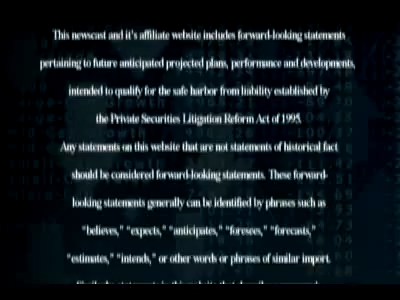 This newscast and it's affiliate website includes forward-looking statements
pertaining to future anticipated projected plans, performance and developments,
intended to qualify for the safe harbor from liability established by
the Private Securities Litigation Reform Act of 1995.
Any statements on this website that are not statements of historical fact
should be considered forward-looking statements. These forward-
looking statements generally can be identified by phrases such as
"believes," "expects," "anticipates," "foresees," "forecasts,"
"estimates," "intends," or other words or phrases of similar import.